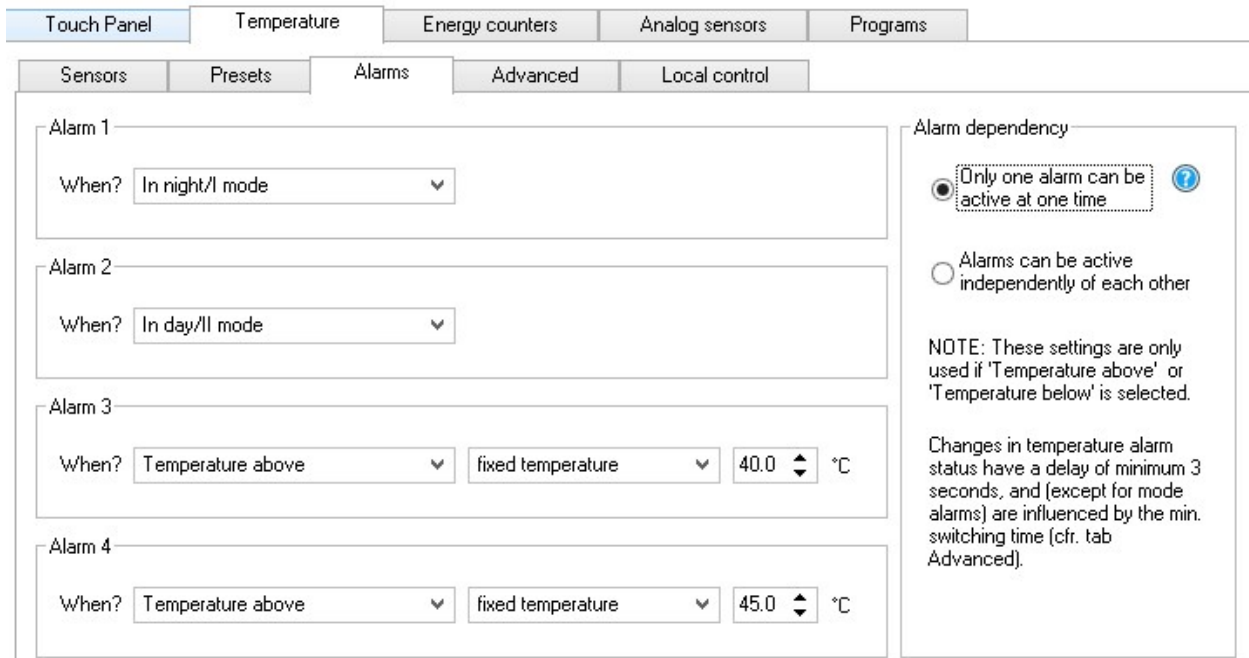 Touch Panel Temperature Energy counters Analog sensors Programs
Sensors Presets Alarms Advanced Local control
Alarm 1
When? In night/I mode
Alarm 2
When? In day/II mode
Alarm 3
When? Temperature above fixed temperature 40.0 °C
Alarm 4
When? Temperature above fixed temperature 45.0 °C
Alarm dependency
Only one alarm can be
active at one time
?
Alarms can be active
independently of each other
NOTE: These settings are only
used if 'Temperature above' or
'Temperature below' is selected.
Changes in temperature alarm
status have a delay of minimum 3
seconds, and (except for mode
alarms) are influenced by the min.
switching time (cfr. tab
Advanced).